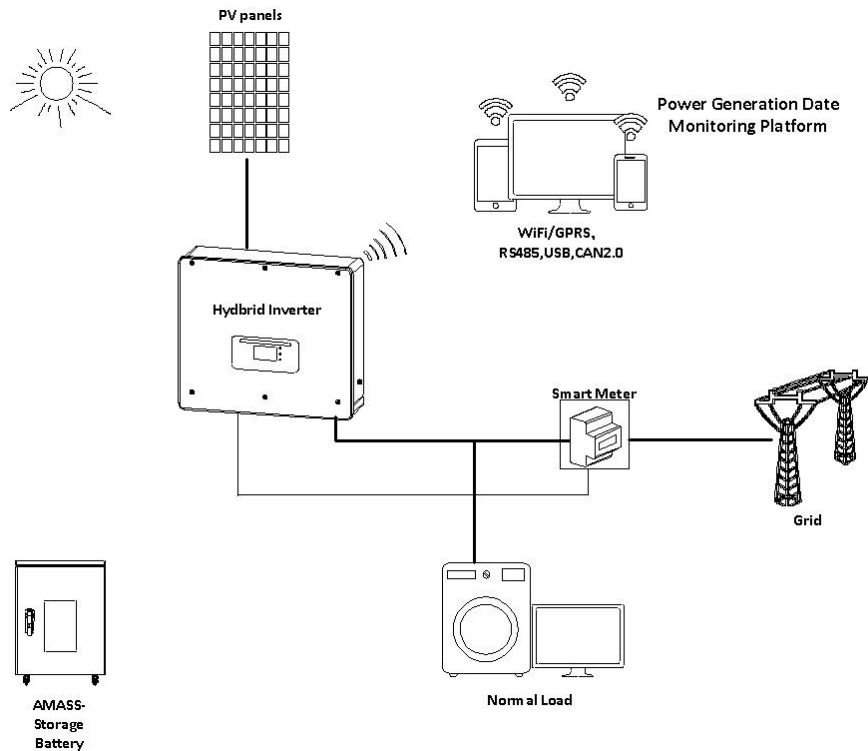 PV panels
Power Generation Date
Monitoring Platform
WiFi/GPRS,
RS485,USB,CAN2.0
Hydbrid Inverter
Smart Meter
Grid
Normal Load
AMASS-
Storage
Battery